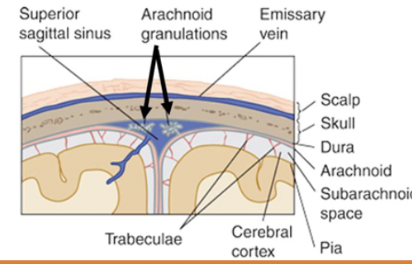 Superior
sagittal sinus
Arachnoid
granulations
Emissary
vein
Scalp
Skull
Dura
Arachnoid
Subarachnoid
space
Pia
Cerebral
cortex
Trabeculae